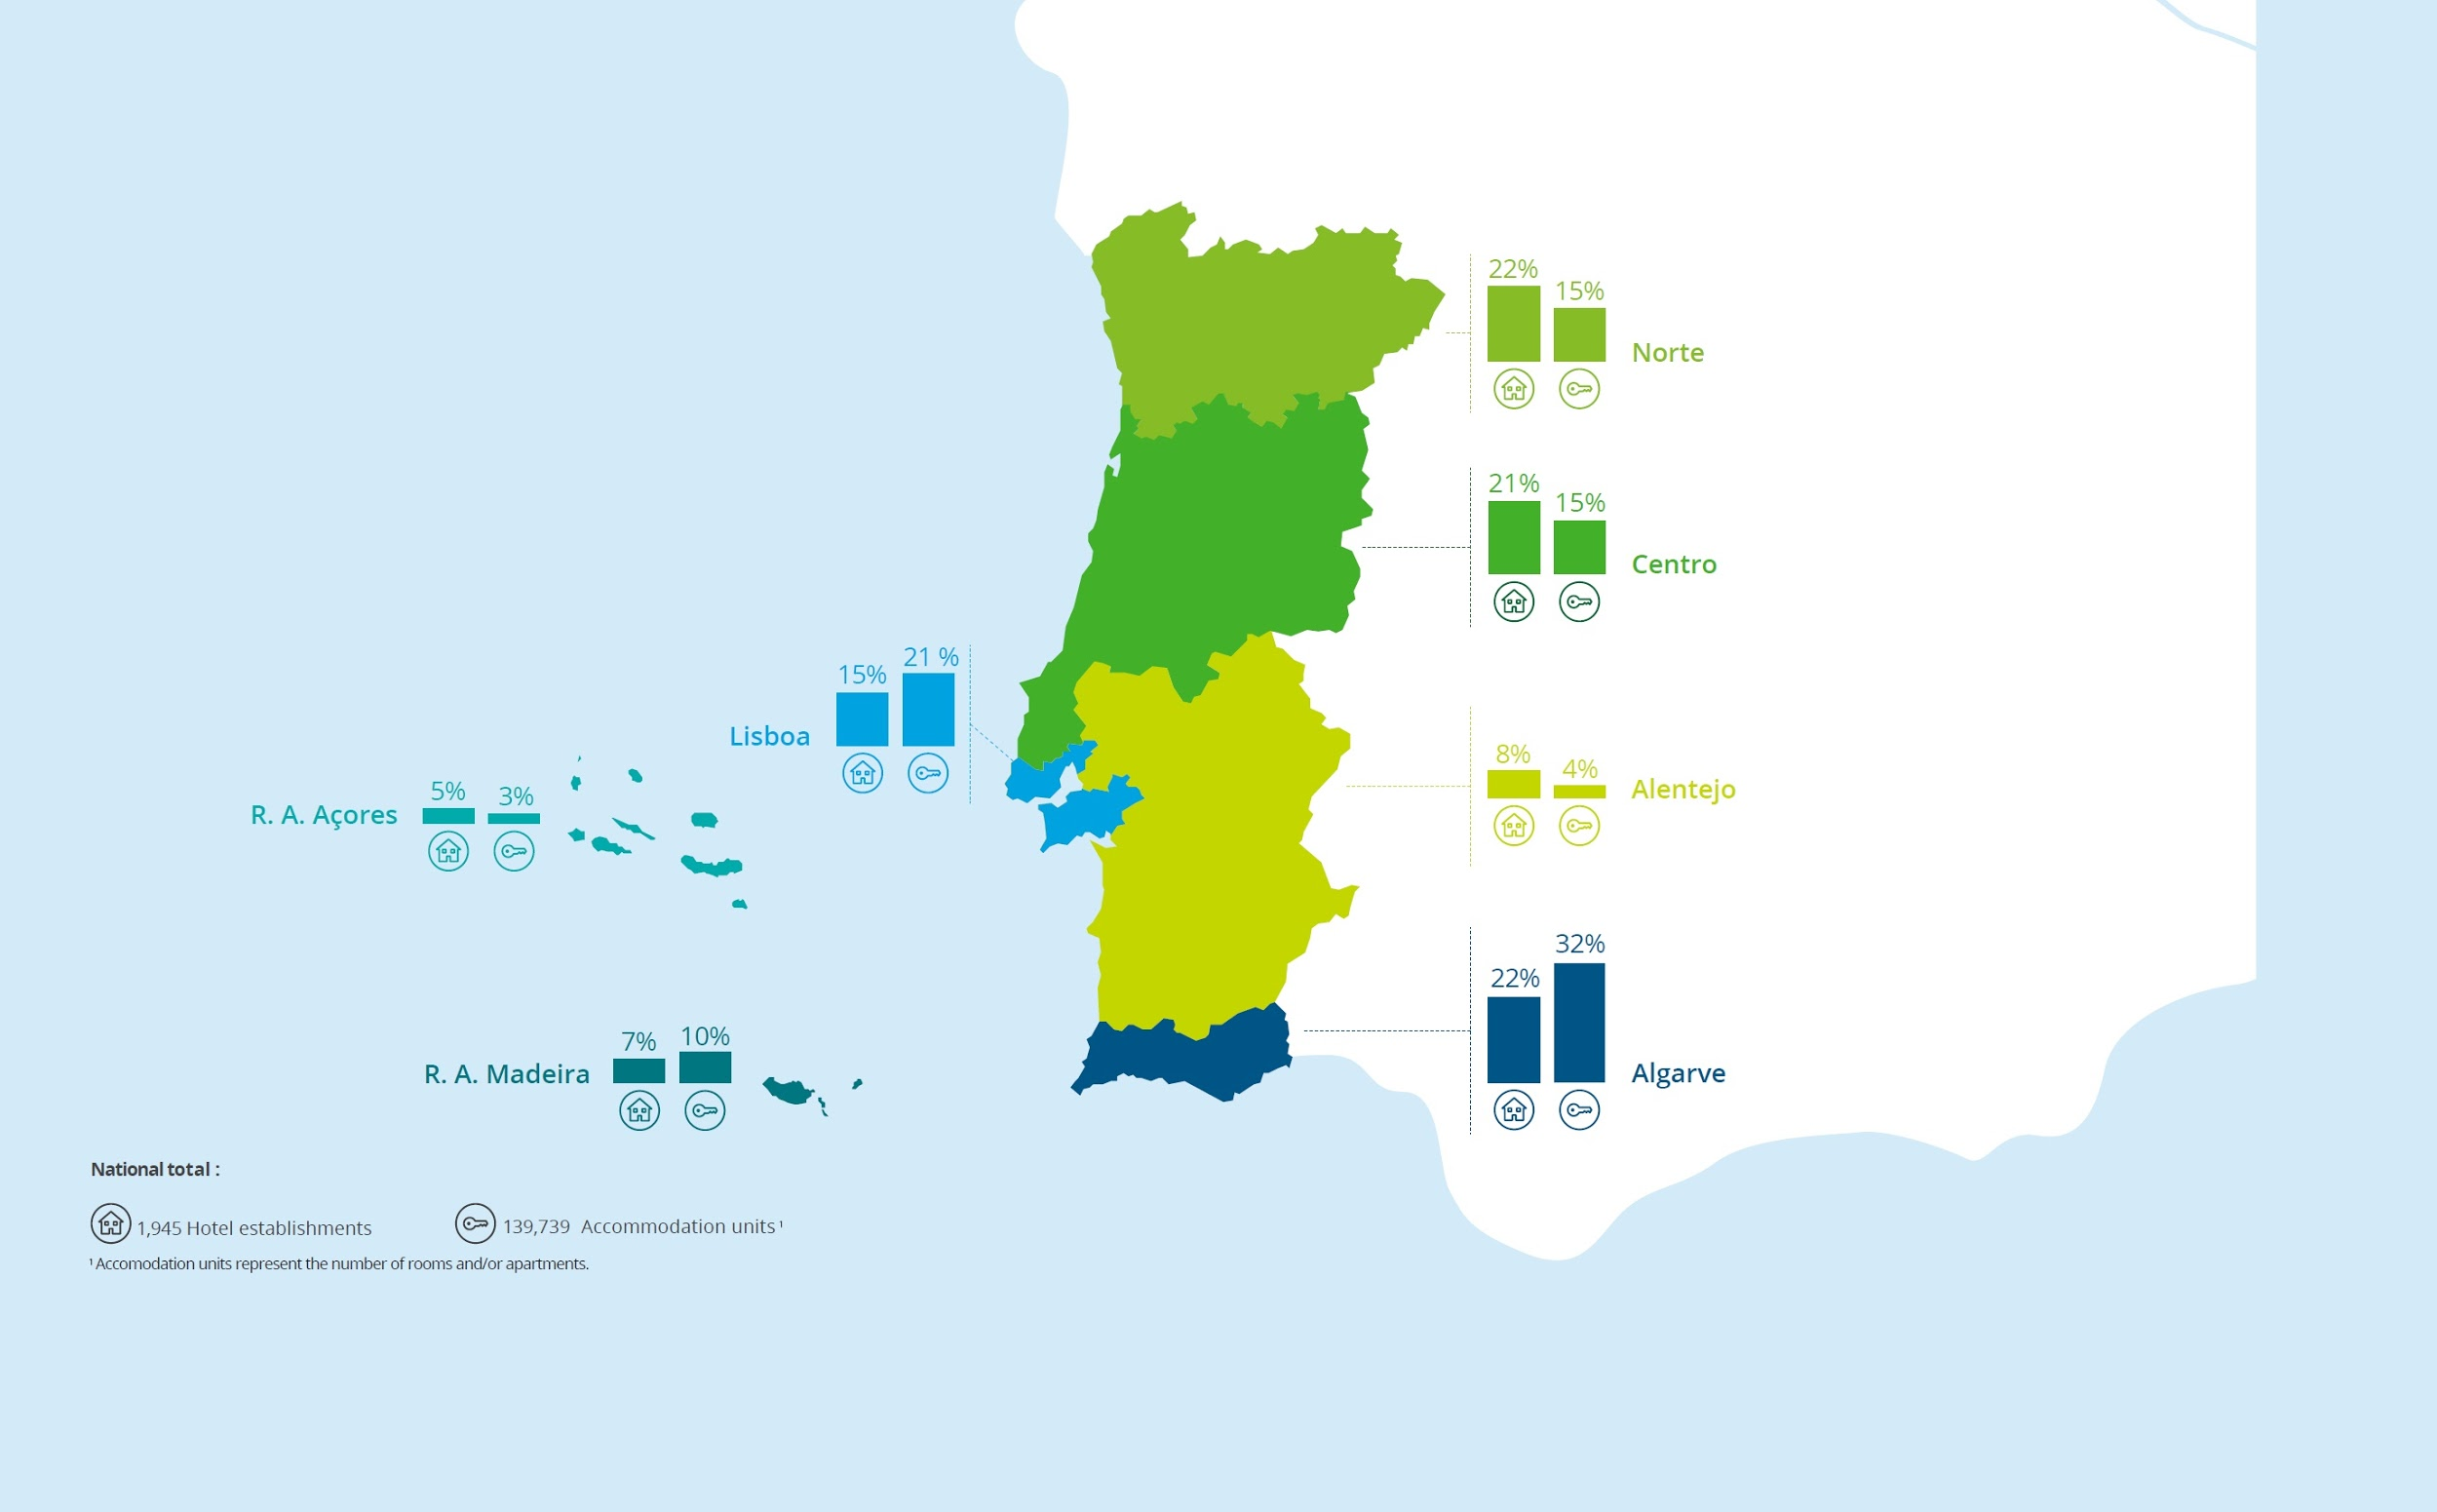 22%
15%
Norte
21%
15%
Centro
15%
21 %
Lisboa
8%
4%
Alentejo
5%
3%
R. A. Açores
22%
32%
Algarve
7%
10%
R. A. Madeira
National total :
1,945 Hotel establishments
139,739 Accommodation units ¹
¹ Accomodation units represent the number of rooms and/or apartments.